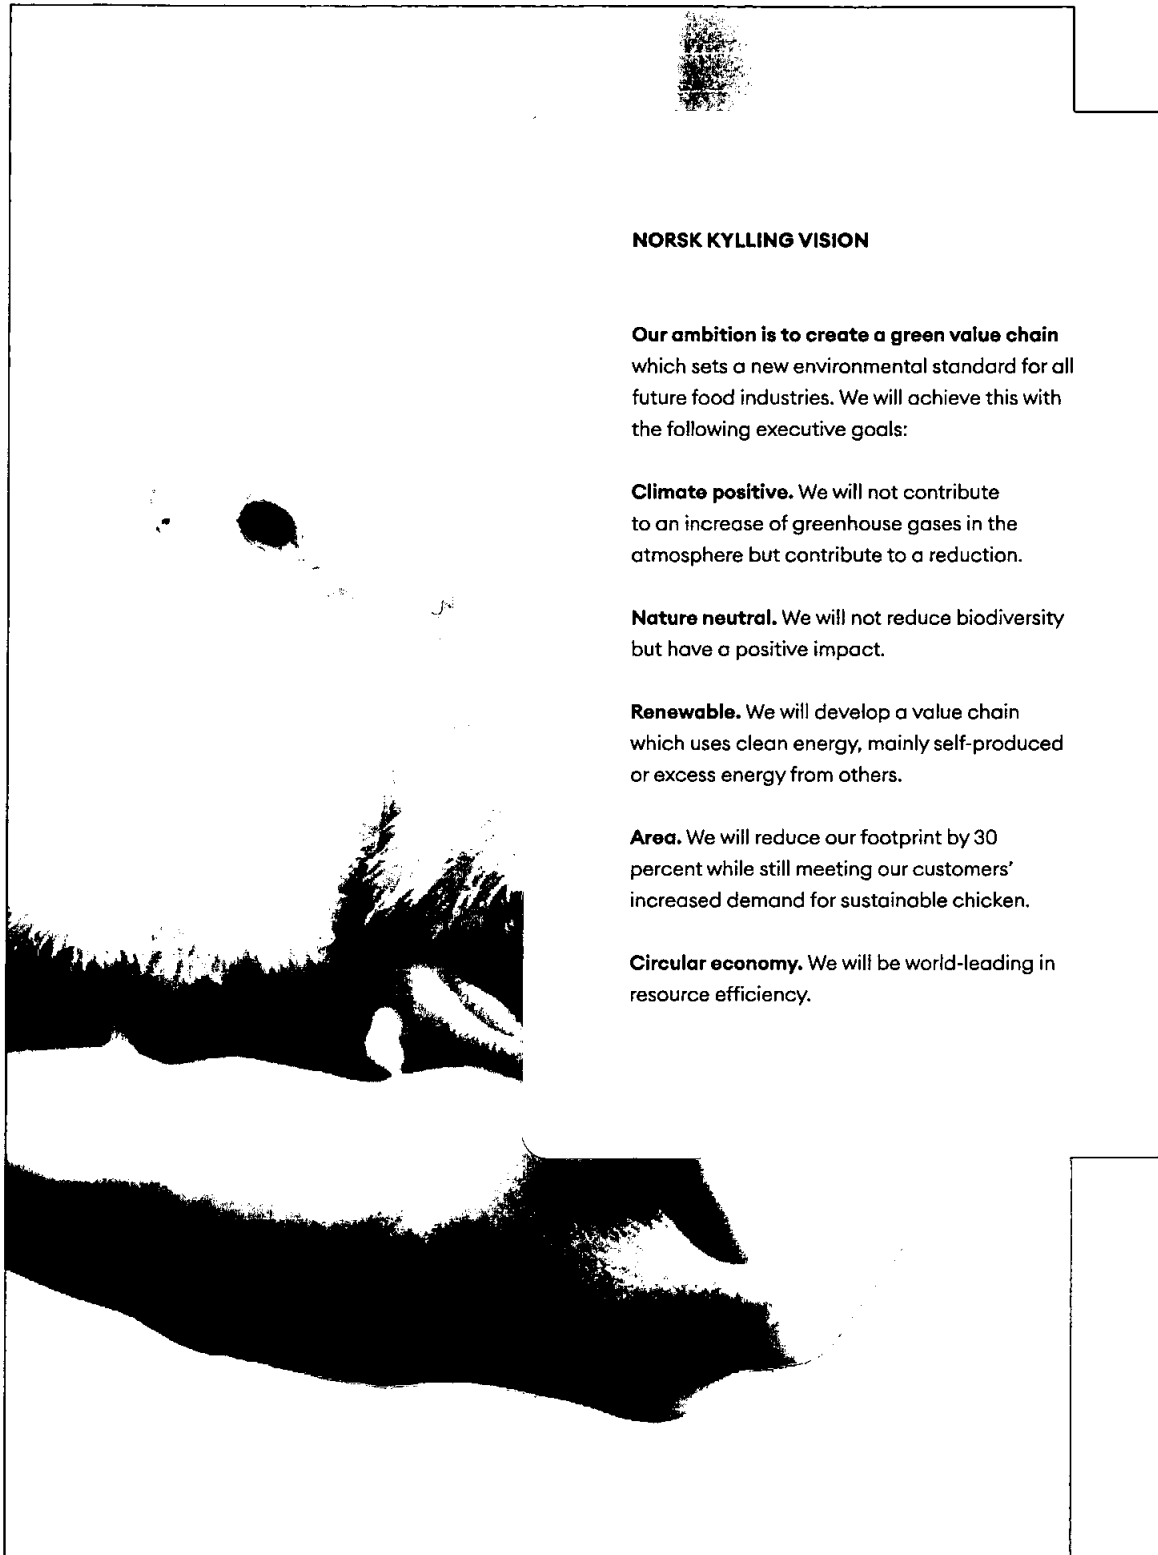 NORSK KYLLING VISION
Our ambition is to create a green value chain
which sets a new environmental standard for all
future food industries. We will achieve this with
the following executive goals:
Climate positive. We will not contribute
to an increase of greenhouse gases in the
atmosphere but contribute to a reduction.
Nature neutral. We will not reduce biodiversity
but have a positive impact.
Renewable. We will develop a value chain
which uses clean energy, mainly self-produced
or excess energy from others.
Area. We will reduce our footprint by 30
percent while still meeting our customers'
increased demand for sustainable chicken.
Circular economy. We will be world-leading in
resource efficiency.